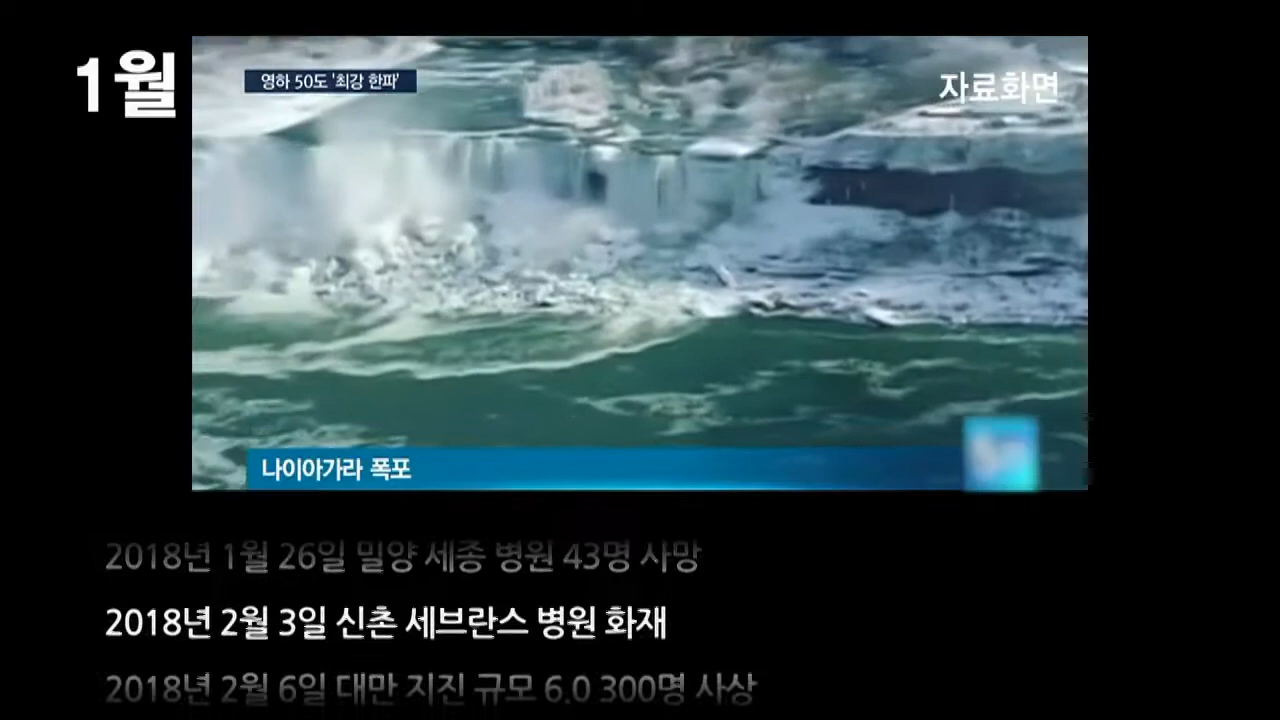 1월
영하 50도 '최강 한파'
자료화면
나이아가라 폭포
2018년 1월 26일 밀양 세종 병원 43명 사망
2018년 2월 3일 신촌 세브란스 병원 화재
2018년 2월 6일 대만 지진 규모 6.0 300명 사상